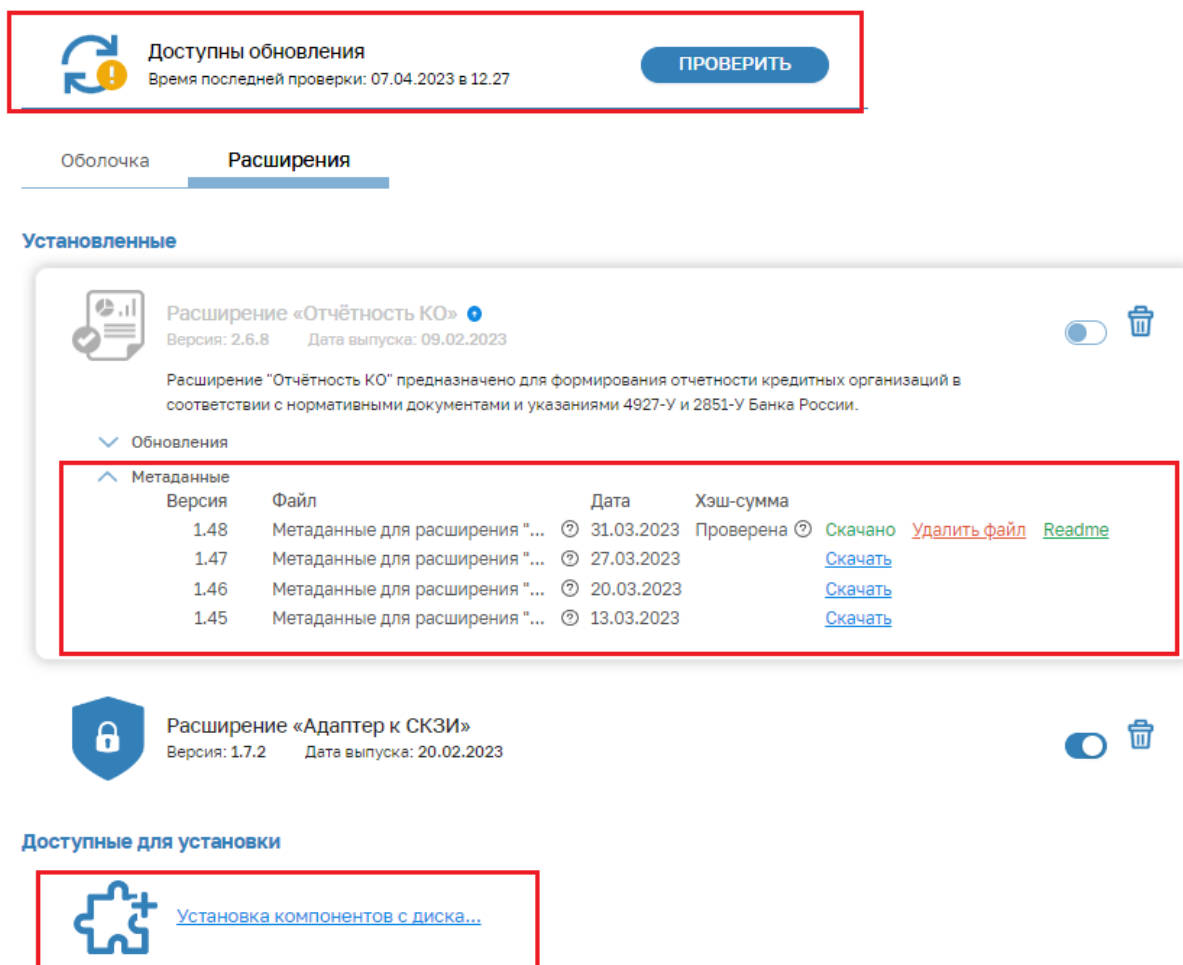 Доступны обновления
Время последней проверки: 07.04.2023 в 12.27
ПРОВЕРИТЬ
Оболочка Расширения
Установленные
Расширение «Отчётность КО»
Версия: 2.6.8 Дата выпуска: 09.02.2023
Расширение "Отчётность КО" предназначено для формирования отчетности кредитных организаций в
соответствии с нормативными документами и указаниями 4927-У и 2851-У Банка России.
Обновления
Метаданные
Версия Файл Дата Хэш-сумма
1.48 Метаданные для расширения "... 31.03.2023 Проверена Скачано Удалить файл Readme
1.47 Метаданные для расширения "... 27.03.2023 Скачать
1.46 Метаданные для расширения "... 20.03.2023 Скачать
1.45 Метаданные для расширения "... 13.03.2023 Скачать
Расширение «Адаптер к СКЗИ»
Версия: 1.7.2 Дата выпуска: 20.02.2023
Доступные для установки
Установка компонентов с диска...